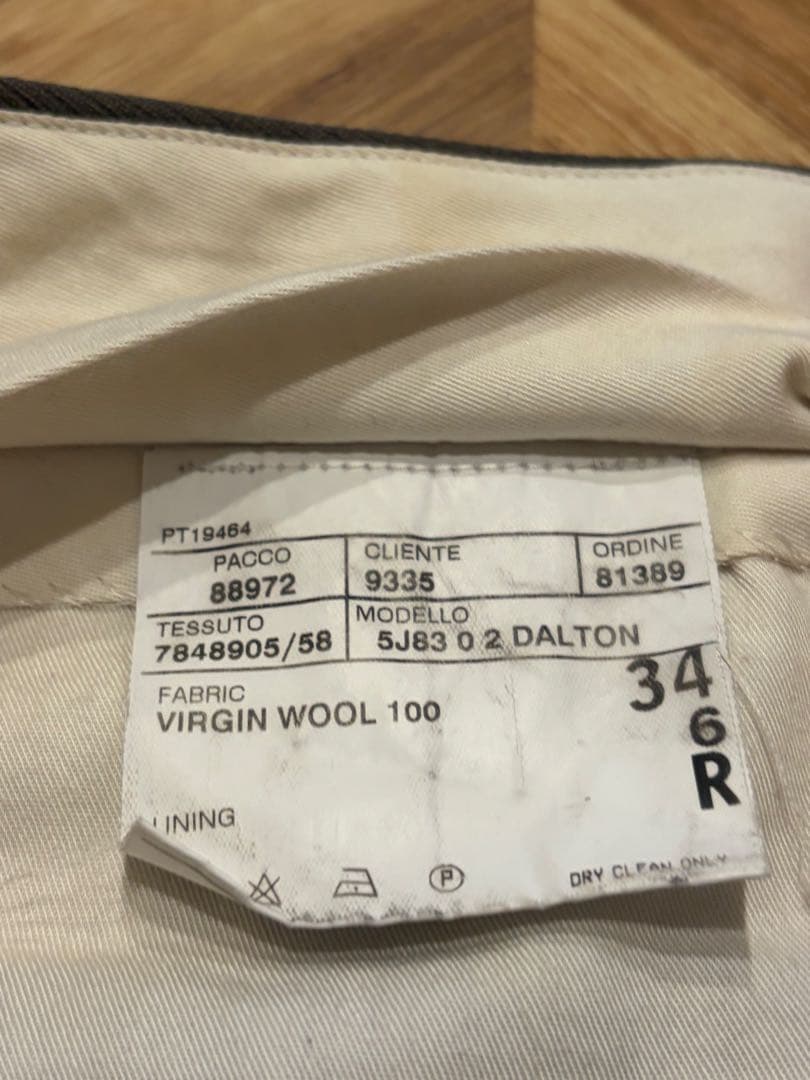 PT19464
PACCO CLIENTE ORDINE
88972 9335 81389
TESSUTO MODELLO
7848905/58 5J83 0 2 DALTON
FABRIC
VIRGIN WOOL 100
34
6
R
LINING
P
DRY CLEAN ONLY